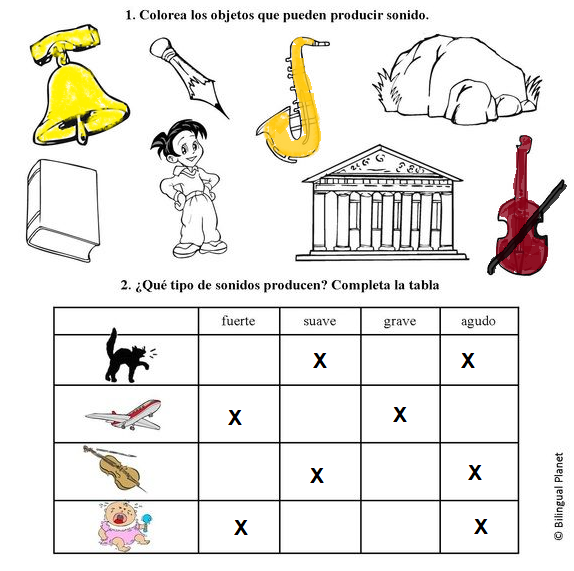 1. Colorea los objetos que pueden producir sonido.
2. ¿Qué tipo de sonidos producen? Completa la tabla
fuerte suave grave agudo
X X
X X
X X
X X
© Bilingual Planet